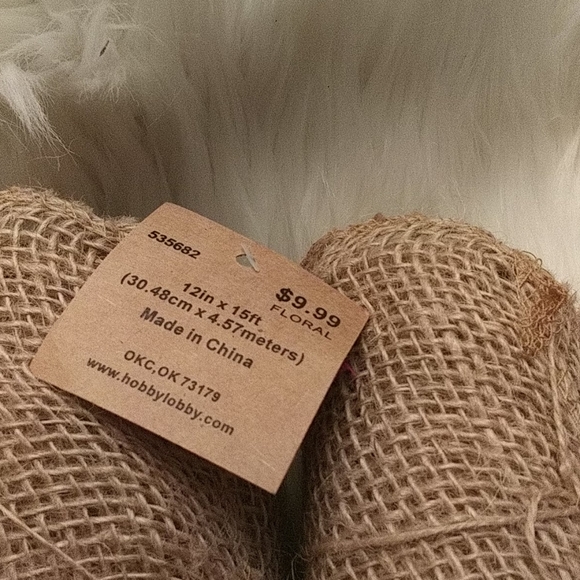 535682
$9.99
FLORAL
12in x 15ft
(30.48cm x 4.57meters)
Made in China
OKC,OK 73179
www.hobbylobby.com